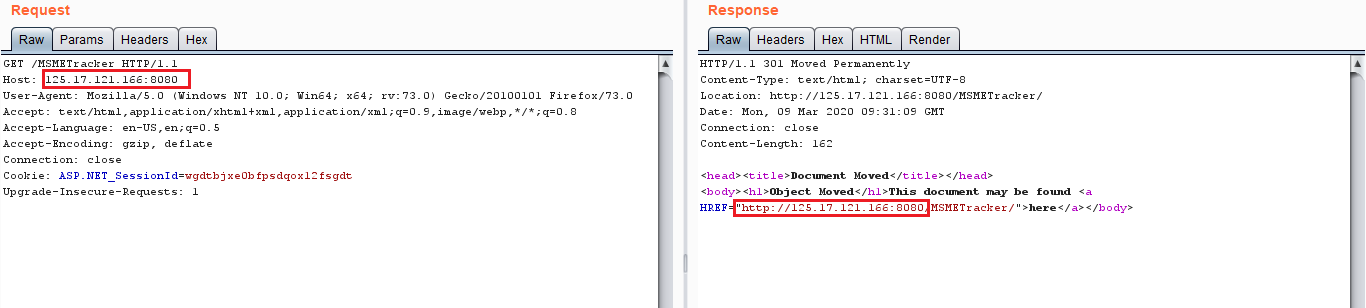 Request
Raw Params Headers Hex
GET /MSMETracker HTTP/1.1
Host: 125.17.121.166:8080
User-Agent: Mozilla/5.0 (Windows NT 10.0; Win64; x64; rv:73.0) Gecko/20100101 Firefox/73.0
Accept: text/html,application/xhtml+xml,application/xml;q=0.9,image/webp,*/*;q=0.8
Accept-Language: en-US,en;q=0.5
Accept-Encoding: gzip, deflate
Connection: close
Cookie: ASP.NET_SessionId=wgdtbjxe0bfpsdqox12fsgdt
Upgrade-Insecure-Requests: 1
Response
Raw Headers Hex HTML Render
HTTP/1.1 301 Moved Permanently
Content-Type: text/html; charset=UTF-8
Location: http://125.17.121.166:8080/MSMETracker/
Date: Mon, 09 Mar 2020 09:31:09 GMT
Connection: close
Content-Length: 162
<head><title>Document Moved</title></head>
<body><h1>Object Moved</h1>This document may be found <a
HREF="http://125.17.121.166:8080/MSMETracker/">here</a></body>